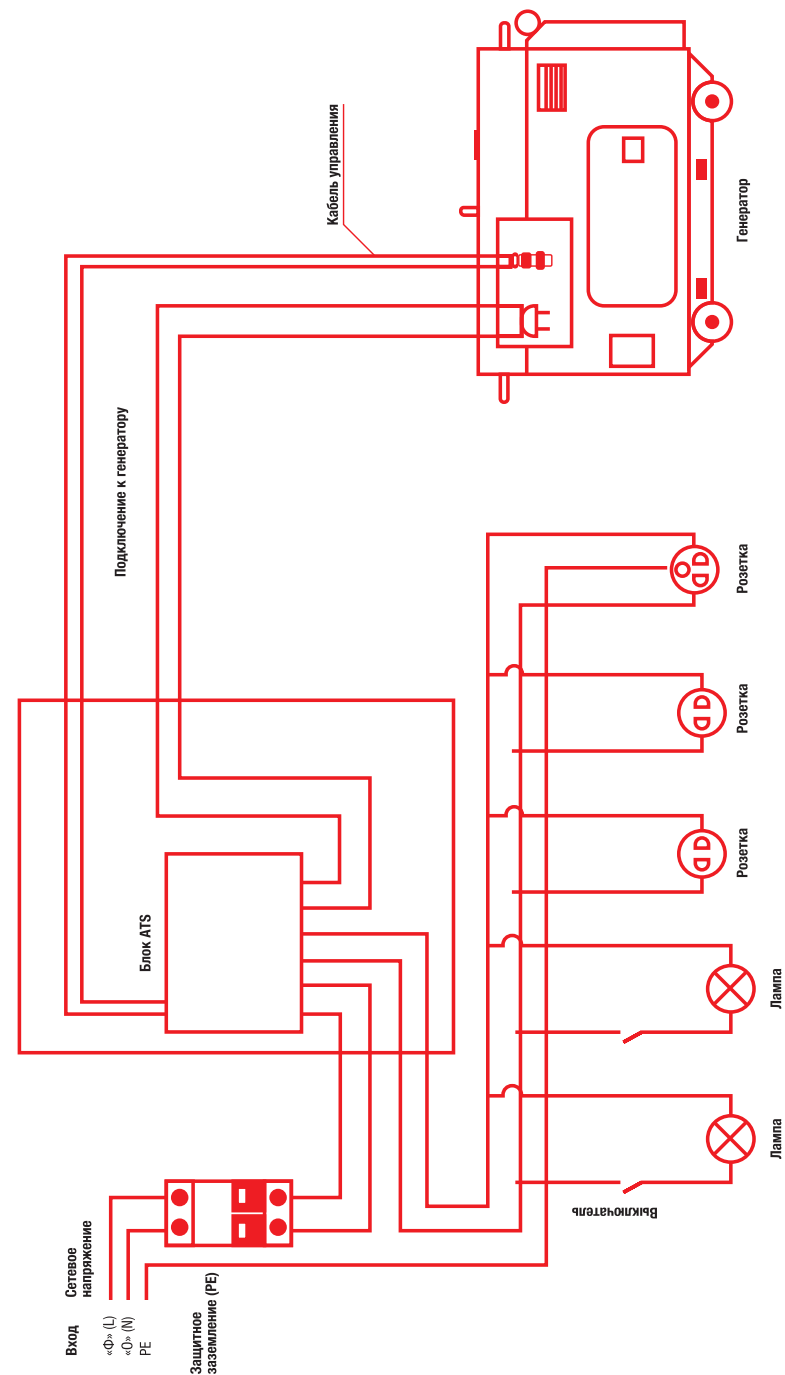 Вход
Сетевое
напряжение
«Ф» (L)
«О» (N)
PE
Защитное
заземление (PE)
Блок ATS
Подключение к генератору
Кабель управления
Генератор
Розетка
Розетка
Розетка
Лампа
Лампа
Выключатель